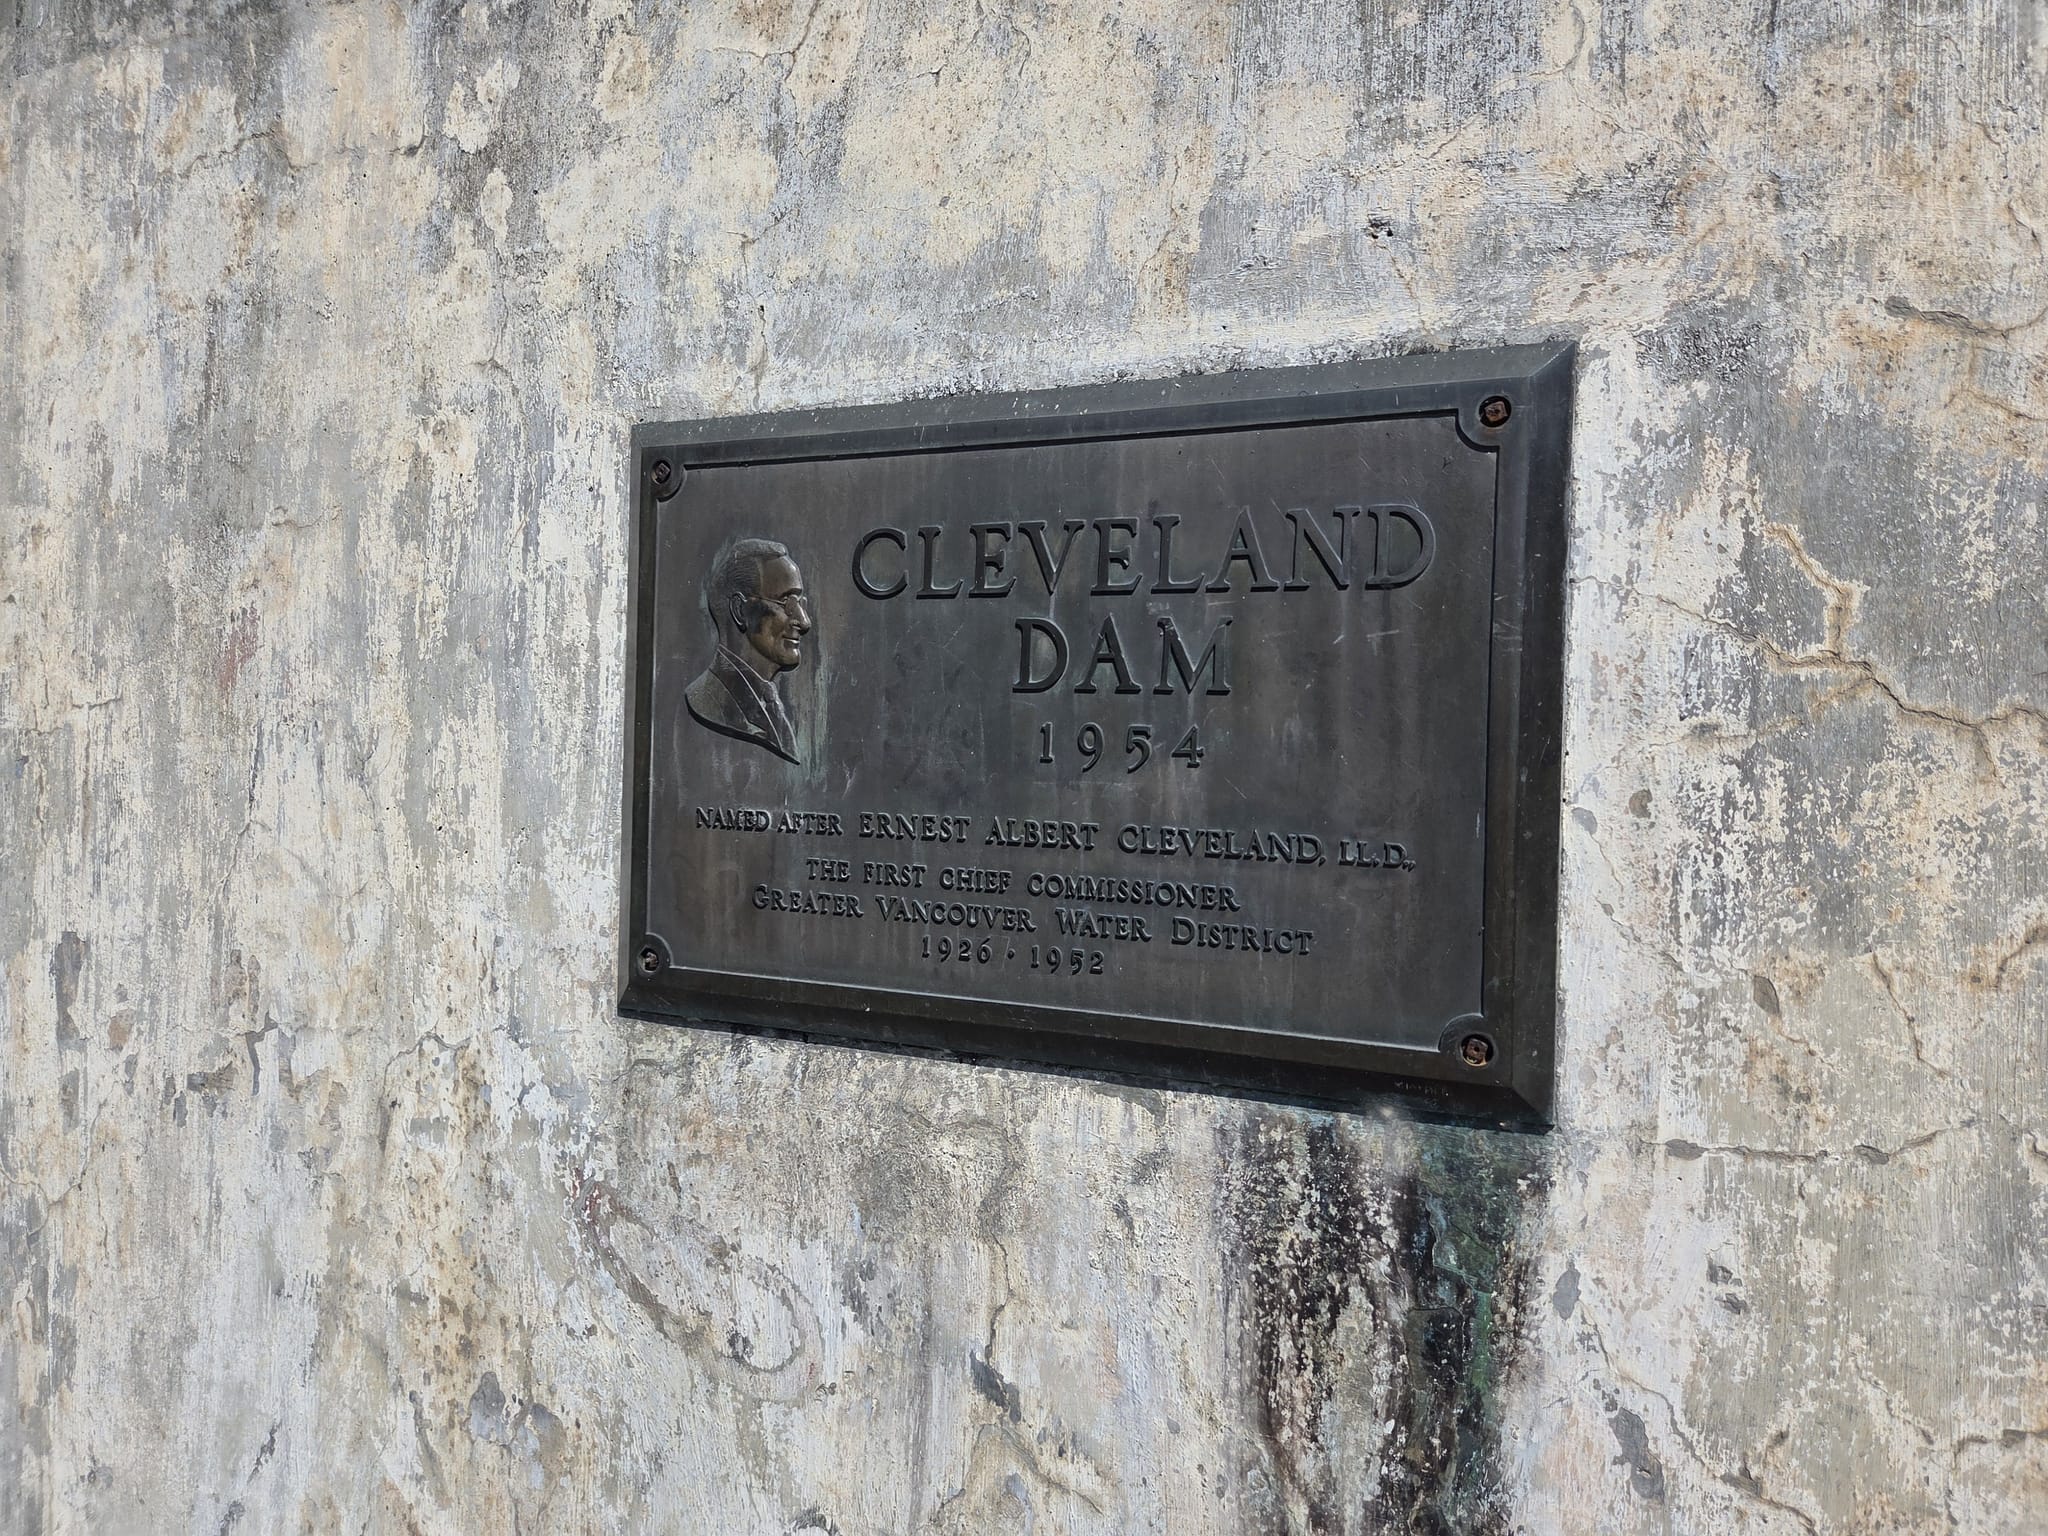 CLEVELAND
DAM
1954
NAMED AFTER ERNEST ALBERT CLEVELAND, LL.D.,
THE FIRST CHIEF COMMISSIONER
GREATER VANCOUVER WATER DISTRICT
1926 · 1952